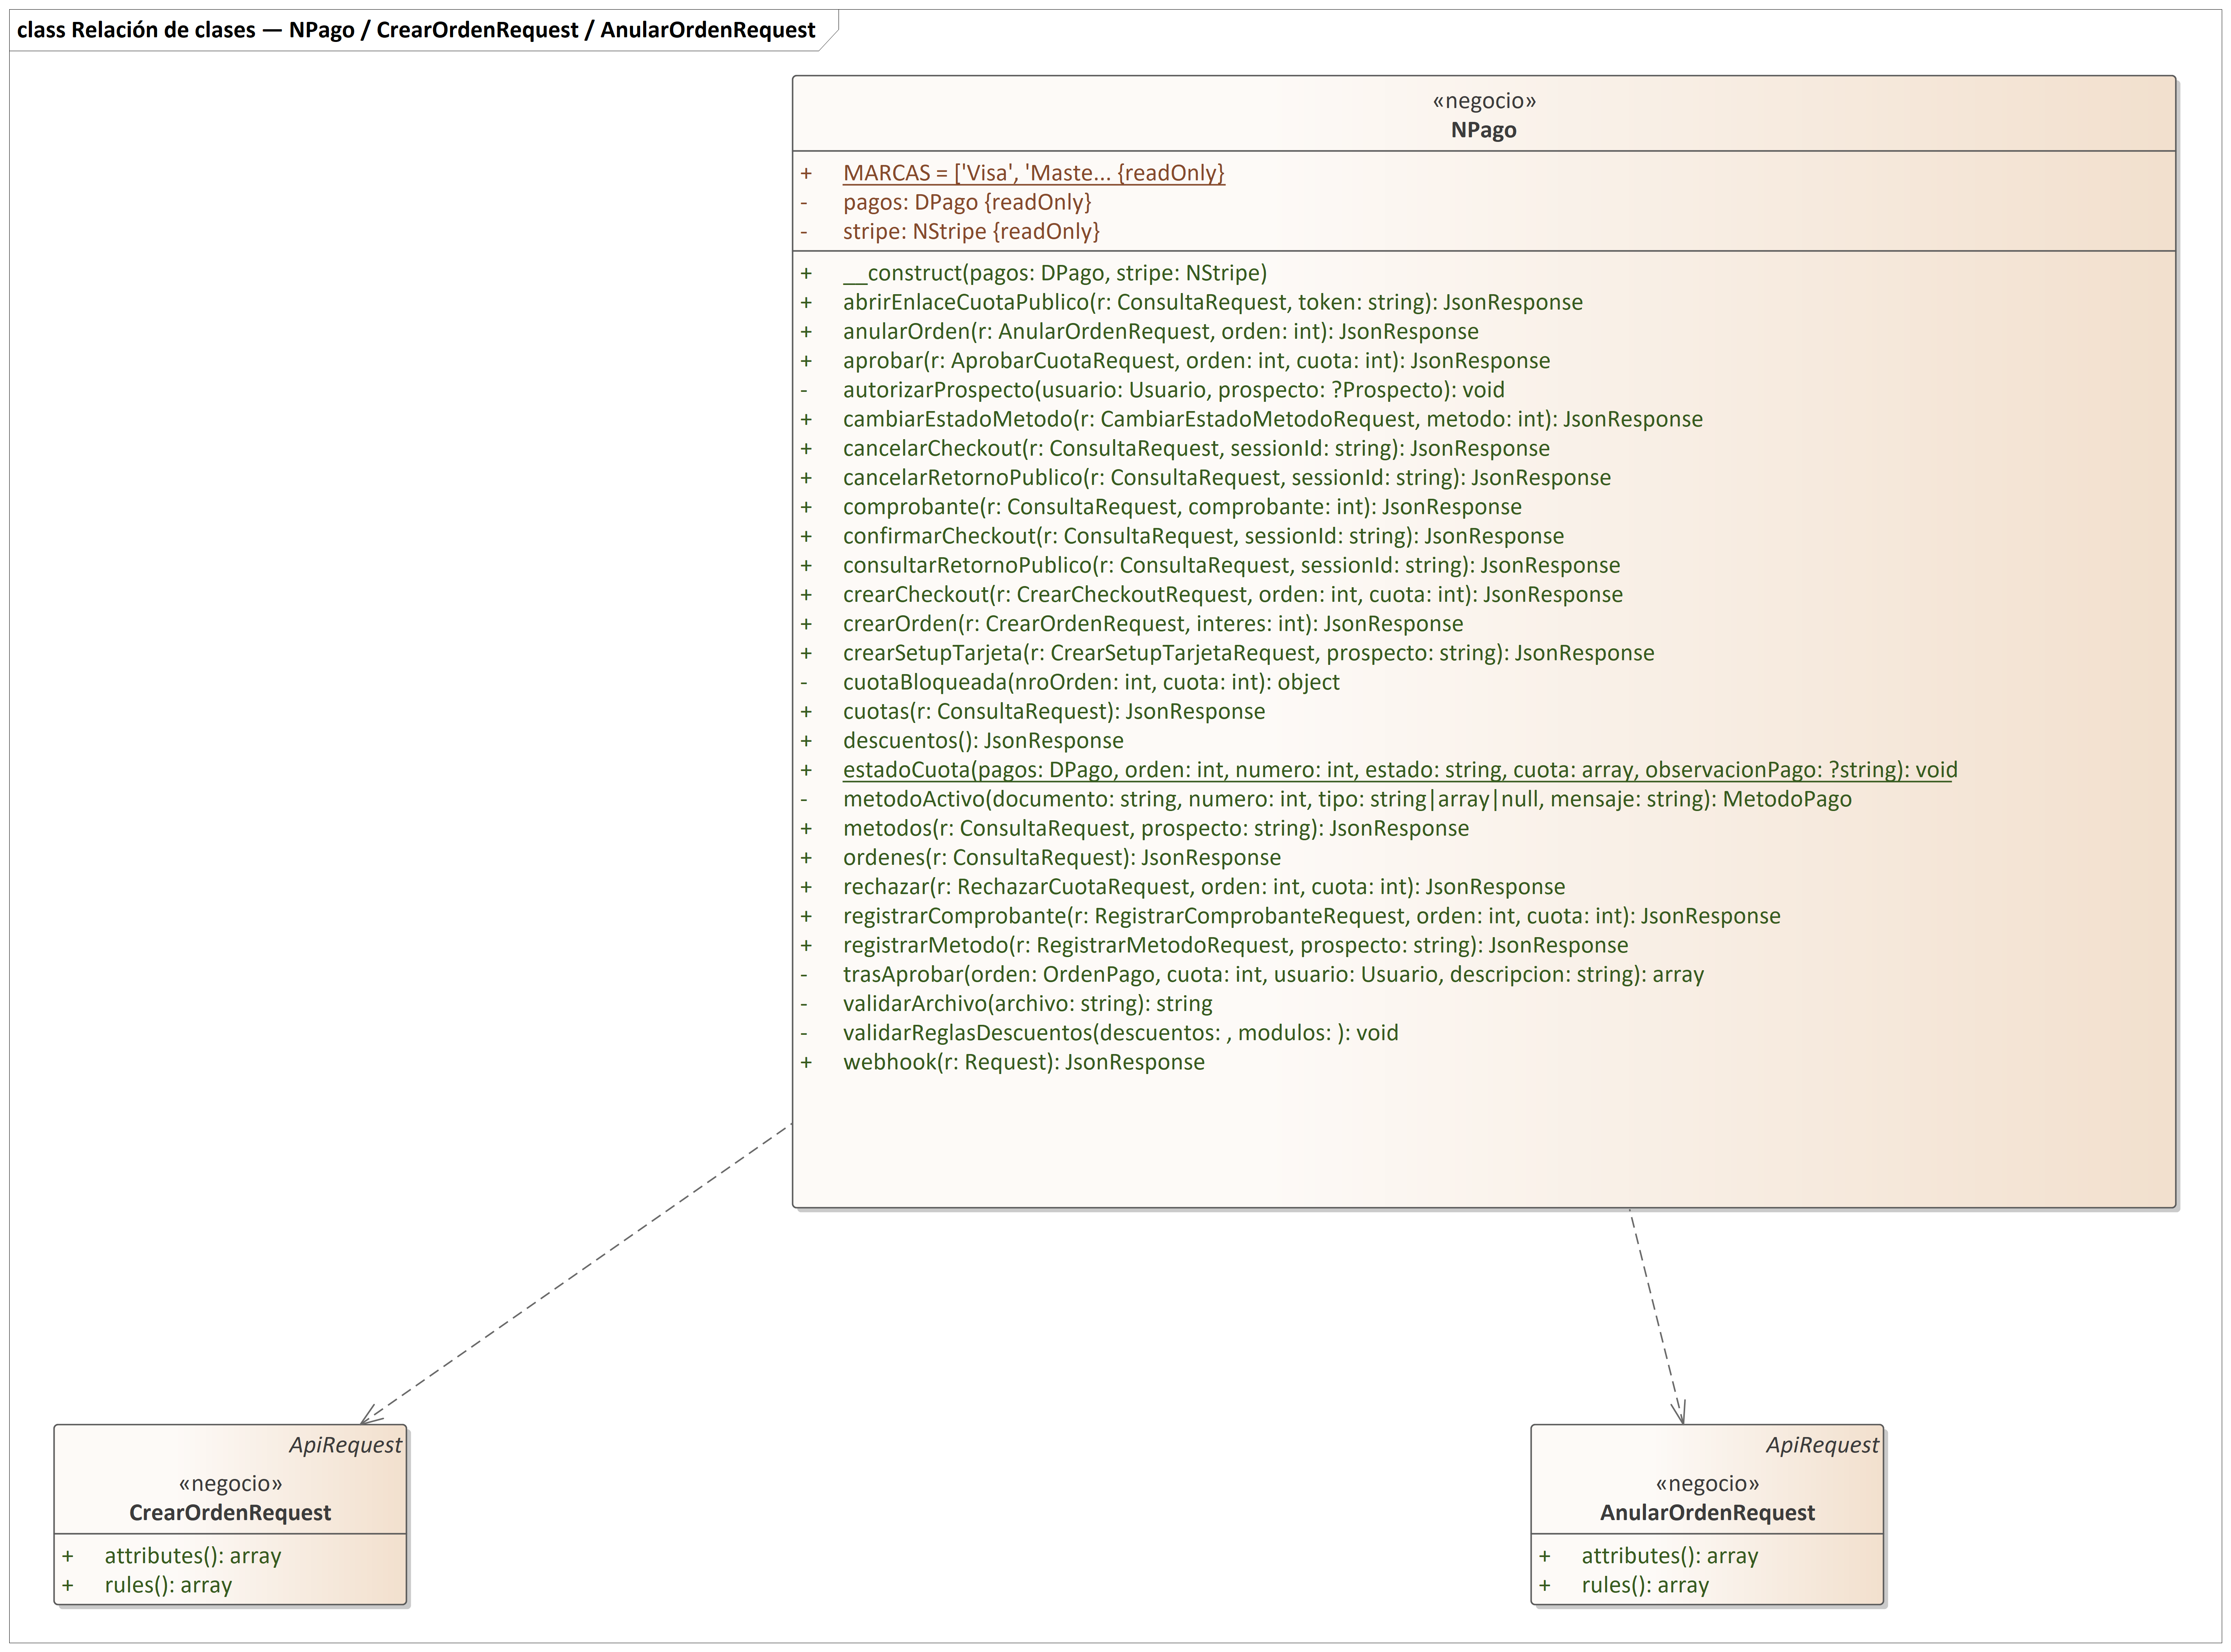 class Relación de clases — NPago / CrearOrdenRequest / AnularOrdenRequest
«negocio»
NPago
+ MARCAS = ['Visa', 'Maste... {readOnly}
- pagos: DPago {readOnly}
- stripe: NStripe {readOnly}
+ __construct(pagos: DPago, stripe: NStripe)
+ abrirEnlaceCuotaPublico(r: ConsultaRequest, token: string): JsonResponse
+ anularOrden(r: AnularOrdenRequest, orden: int): JsonResponse
+ aprobar(r: AprobarCuotaRequest, orden: int, cuota: int): JsonResponse
- autorizarProspecto(usuario: Usuario, prospecto: ?Prospecto): void
+ cambiarEstadoMetodo(r: CambiarEstadoMetodoRequest, metodo: int): JsonResponse
+ cancelarCheckout(r: ConsultaRequest, sessionId: string): JsonResponse
+ cancelarRetornoPublico(r: ConsultaRequest, sessionId: string): JsonResponse
+ comprobante(r: ConsultaRequest, comprobante: int): JsonResponse
+ confirmarCheckout(r: ConsultaRequest, sessionId: string): JsonResponse
+ consultarRetornoPublico(r: ConsultaRequest, sessionId: string): JsonResponse
+ crearCheckout(r: CrearCheckoutRequest, orden: int, cuota: int): JsonResponse
+ crearOrden(r: CrearOrdenRequest, interes: int): JsonResponse
+ crearSetupTarjeta(r: CrearSetupTarjetaRequest, prospecto: string): JsonResponse
- cuotaBloqueada(nroOrden: int, cuota: int): object
+ cuotas(r: ConsultaRequest): JsonResponse
+ descuentos(): JsonResponse
+ estadoCuota(pagos: DPago, orden: int, numero: int, estado: string, cuota: array, observacionPago: ?string): void
- metodoActivo(documento: string, numero: int, tipo: string|array|null, mensaje: string): MetodoPago
+ metodos(r: ConsultaRequest, prospecto: string): JsonResponse
+ ordenes(r: ConsultaRequest): JsonResponse
+ rechazar(r: RechazarCuotaRequest, orden: int, cuota: int): JsonResponse
+ registrarComprobante(r: RegistrarComprobanteRequest, orden: int, cuota: int): JsonResponse
+ registrarMetodo(r: RegistrarMetodoRequest, prospecto: string): JsonResponse
- trasAprobar(orden: OrdenPago, cuota: int, usuario: Usuario, descripcion: string): array
- validarArchivo(archivo: string): string
- validarReglasDescuentos(descuentos: , modulos: ): void
+ webhook(r: Request): JsonResponse
ApiRequest
«negocio»
CrearOrdenRequest
+ attributes(): array
+ rules(): array
ApiRequest
«negocio»
AnularOrdenRequest
+ attributes(): array
+ rules(): array